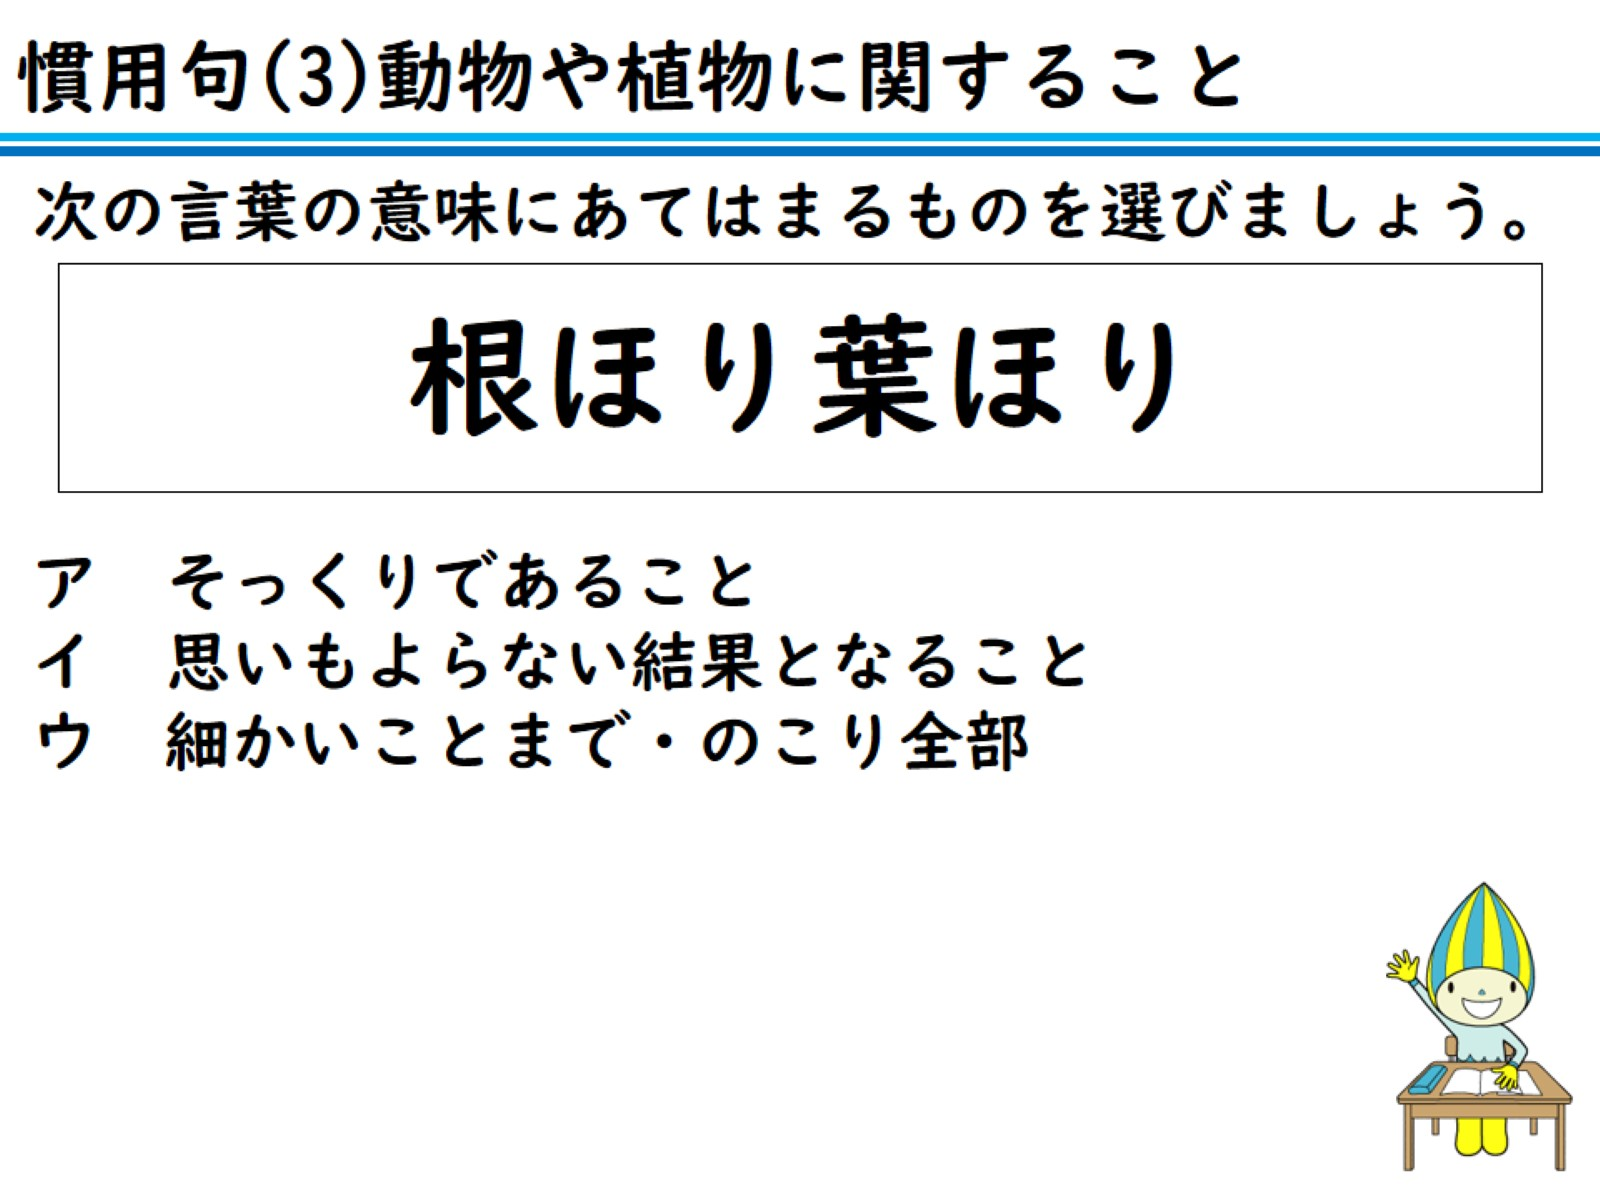 慣用句(3)動物や植物に関すること
次の言葉の意味にあてはまるものを選びましょう。
根ほり葉ほり
ア　そっくりであること
イ　思いもよらない結果となること
ウ　細かいことまで・のこり全部